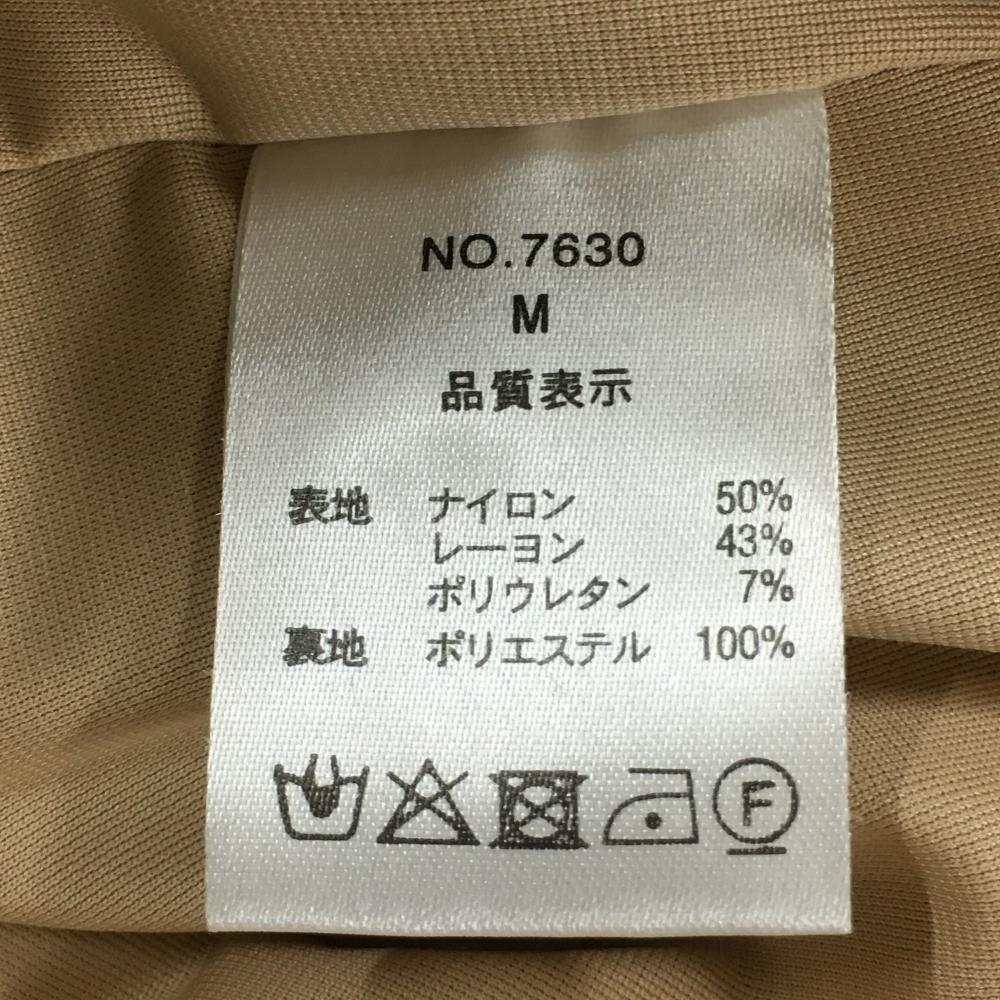 NO.7630
M
品質表示
表地 ナイロン 50%
レーヨン 43%
ポリウレタン 7%
裏地 ポリエステル 100%
F